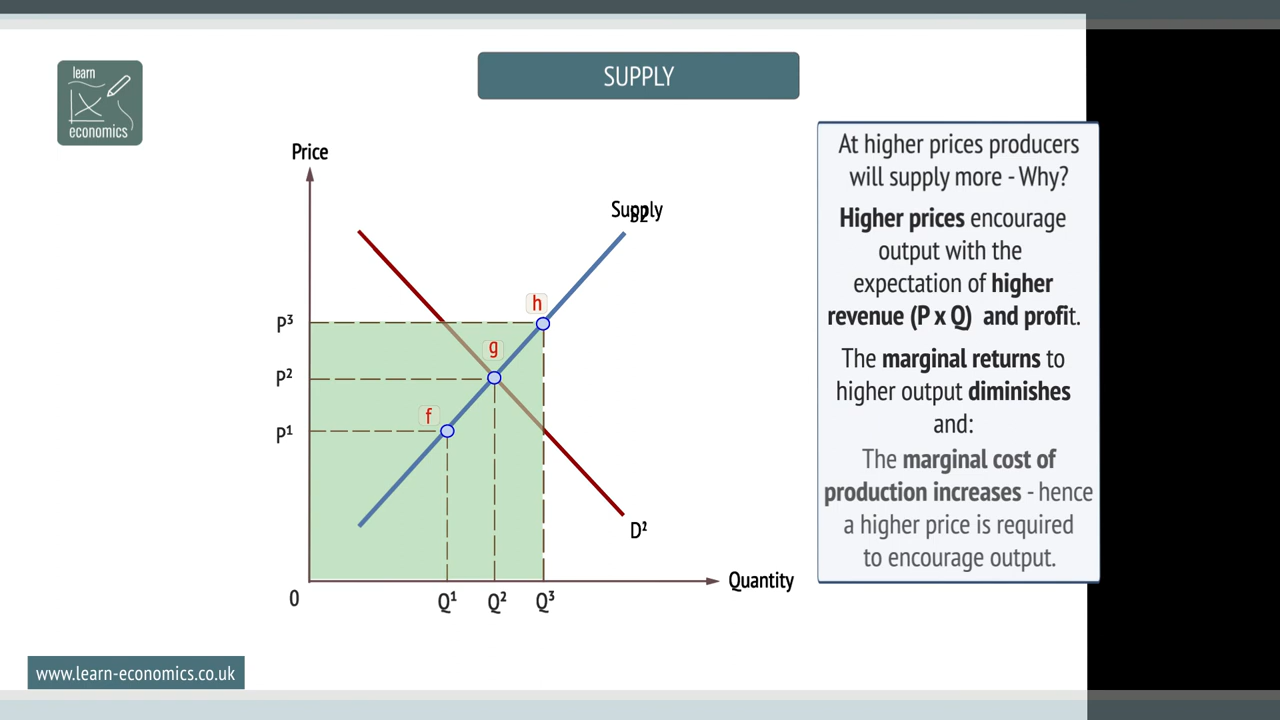 SUPPLY
learn
economics
Price
Supply
h
P³
g
P²
f
P¹
D²
Quantity
0
Q¹
Q²
Q³
At higher prices producers
will supply more - Why?
Higher prices encourage
output with the
expectation of higher
revenue (P x Q) and profit.
The marginal returns to
higher output diminishes
and:
The marginal cost of
production increases - hence
a higher price is required
to encourage output.
www.learn-economics.co.uk